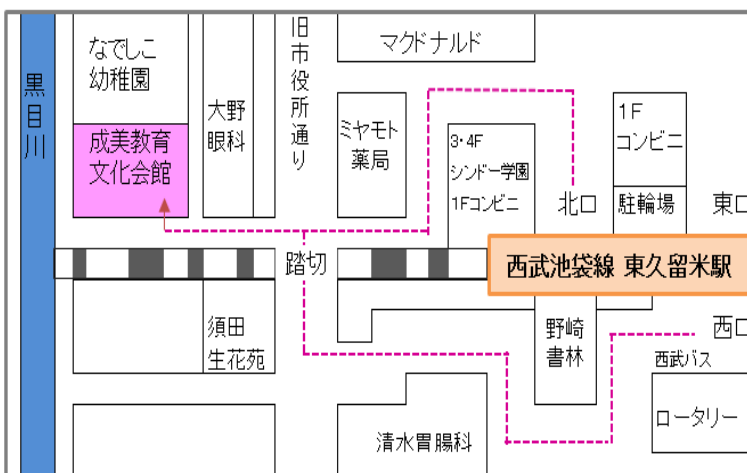 黒目川
なでしこ
幼稚園
成美教育
文化会館
大野
眼科
旧市役所通り
マクドナルド
ミヤモト
薬局
3・4F
シンドー学園
1Fコンビニ
北口
1F
コンビニ
駐輪場
東口
踏切
西武池袋線 東久留米駅
須田
生花苑
野崎
書林
西口
西武バス
ロータリー
清水胃腸科